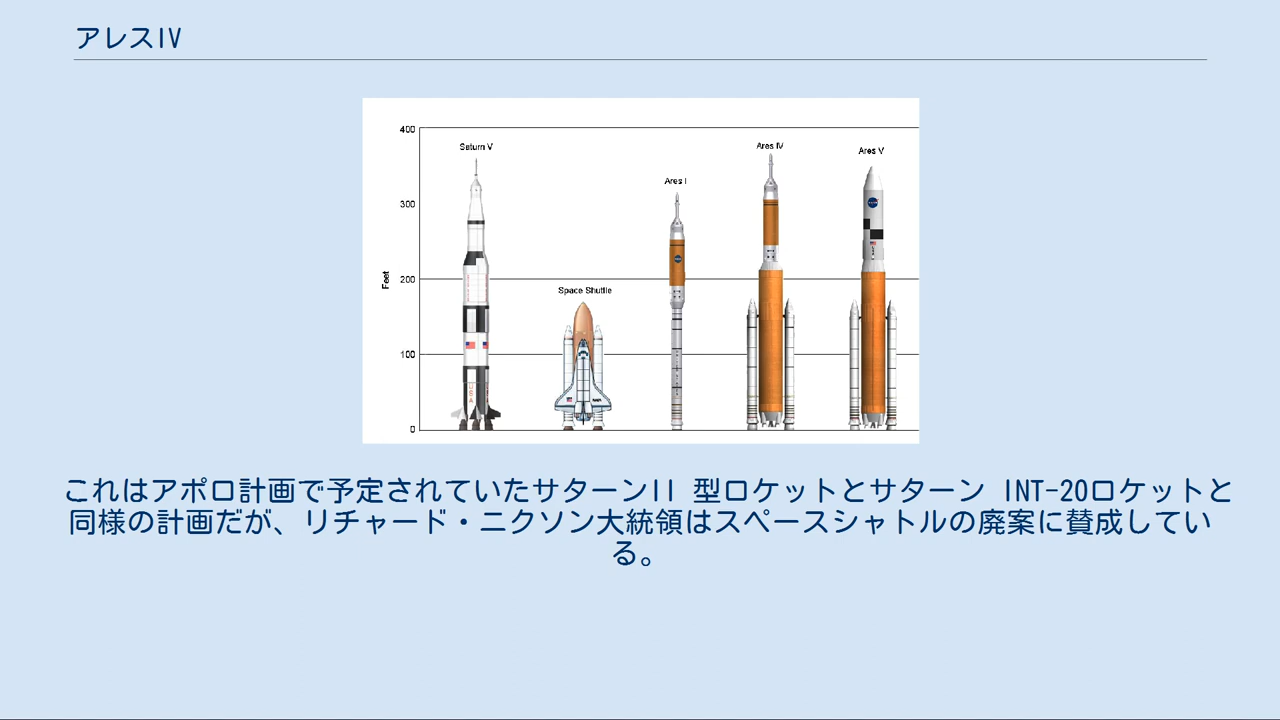 アレスIV
400
Saturn V
Ares IV
Ares V
Ares I
300
Feet
200
Space Shuttle
100
0
これはアポロ計画で予定されていたサターンII 型ロケットとサターン INT-20ロケットと
同様の計画だが、リチャード・ニクソン大統領はスペースシャトルの廃案に賛成してい
る。